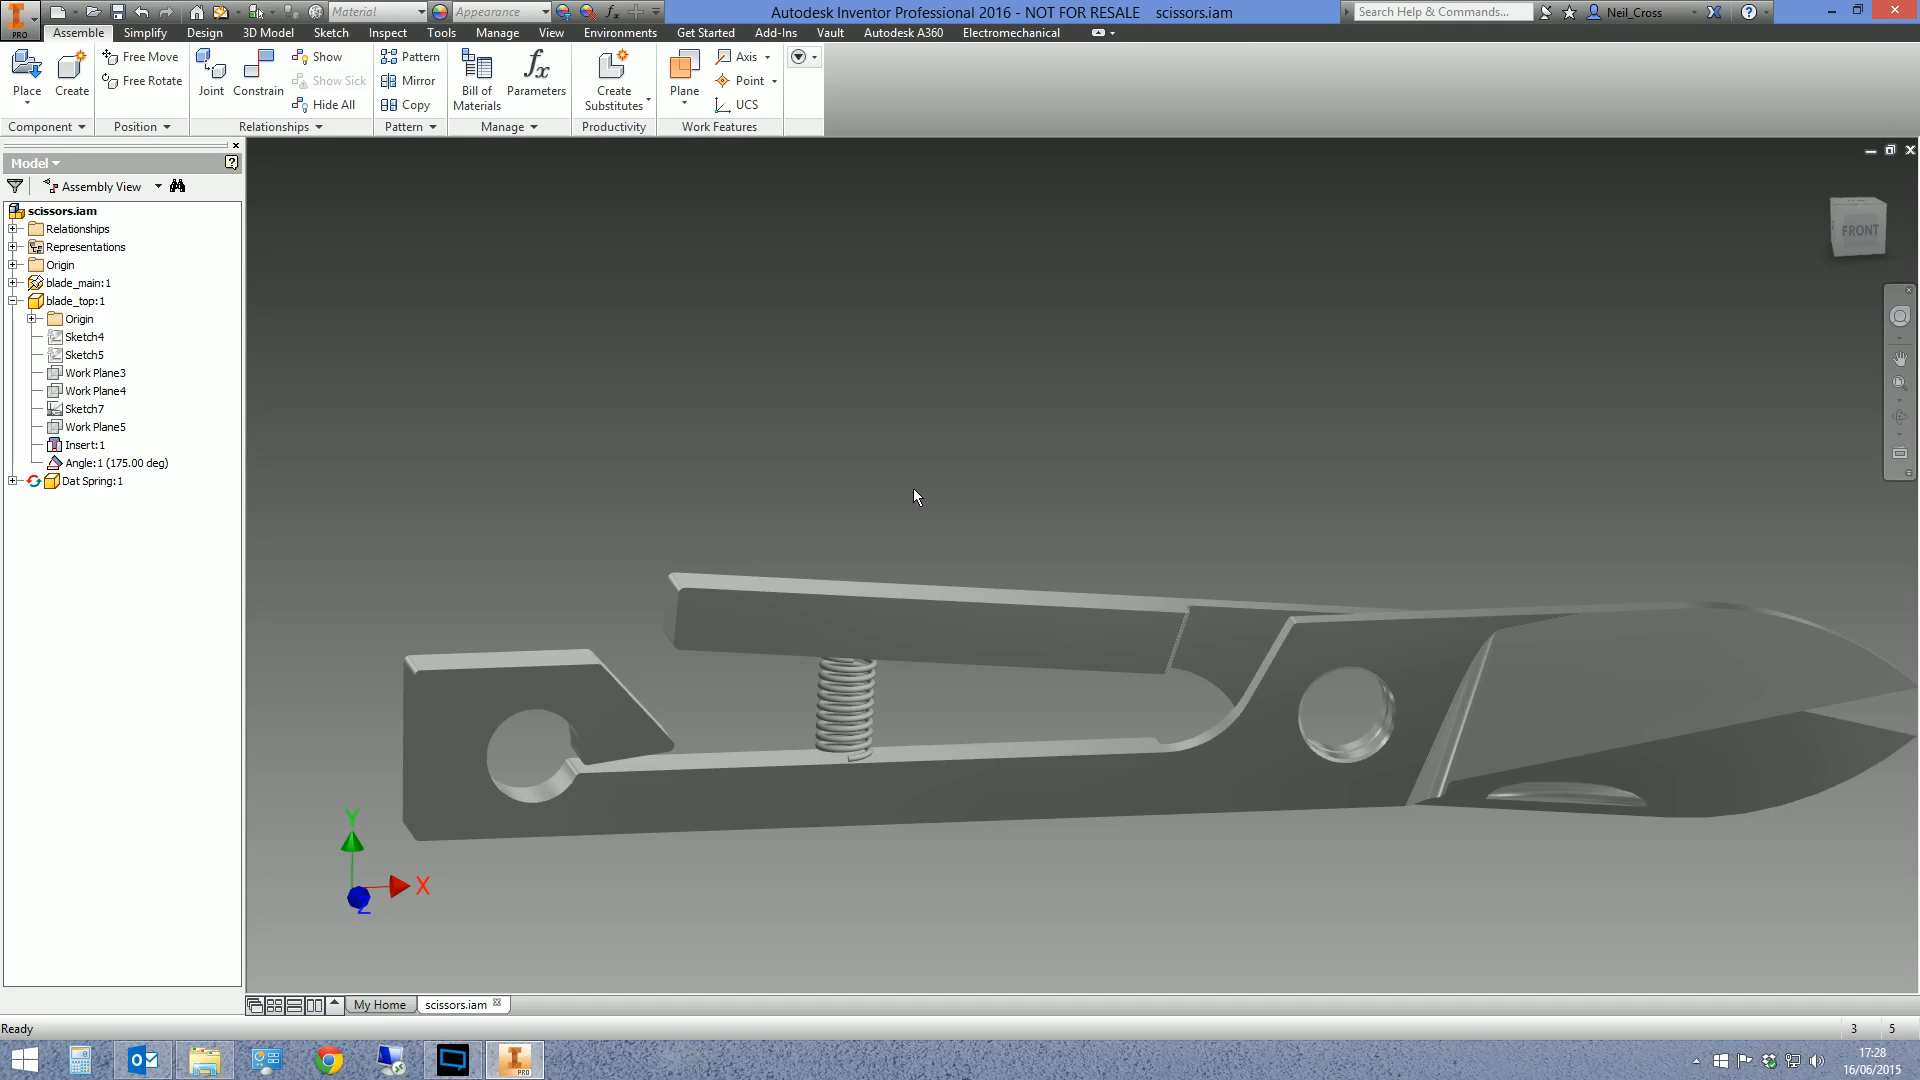 Material
Appearance
Autodesk Inventor Professional 2016 - NOT FOR RESALE scissors.iam
Search Help & Commands...
Neil_Cross
PRO
Assemble Simplify Design 3D Model Sketch Inspect Tools Manage View Environments Get Started Add-Ins Vault Autodesk A360 Electromechanical
Place
Create
Free Move
Free Rotate
Joint
Constrain
Show
Show Sick
Hide All
Pattern
Mirror
Copy
Bill of
Materials
Parameters
Create
Substitutes
Plane
Axis
Point
UCS
Component Position Relationships Pattern Manage Productivity Work Features
Model
Assembly View
scissors.iam
Relationships
Representations
Origin
blade_main:1
blade_top:1
Origin
Sketch4
Sketch5
Work Plane3
Work Plane4
Sketch7
Work Plane5
Insert:1
Angle:1 (175.00 deg)
Dat Spring:1
FRONT
Y
X
Z
My Home
scissors.iam
Ready
3 5
PRO
17:28
16/06/2015